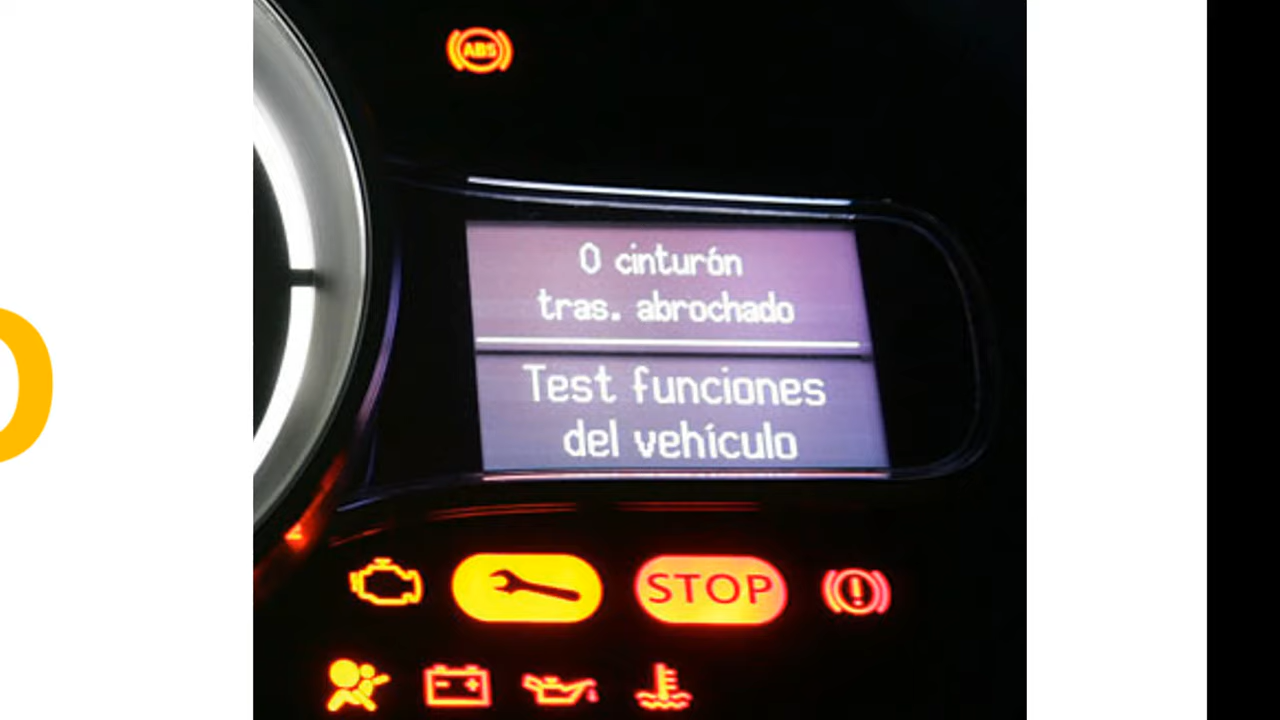 ABS
0 cinturón
tras. abrochado
Test funciones
del vehículo
STOP